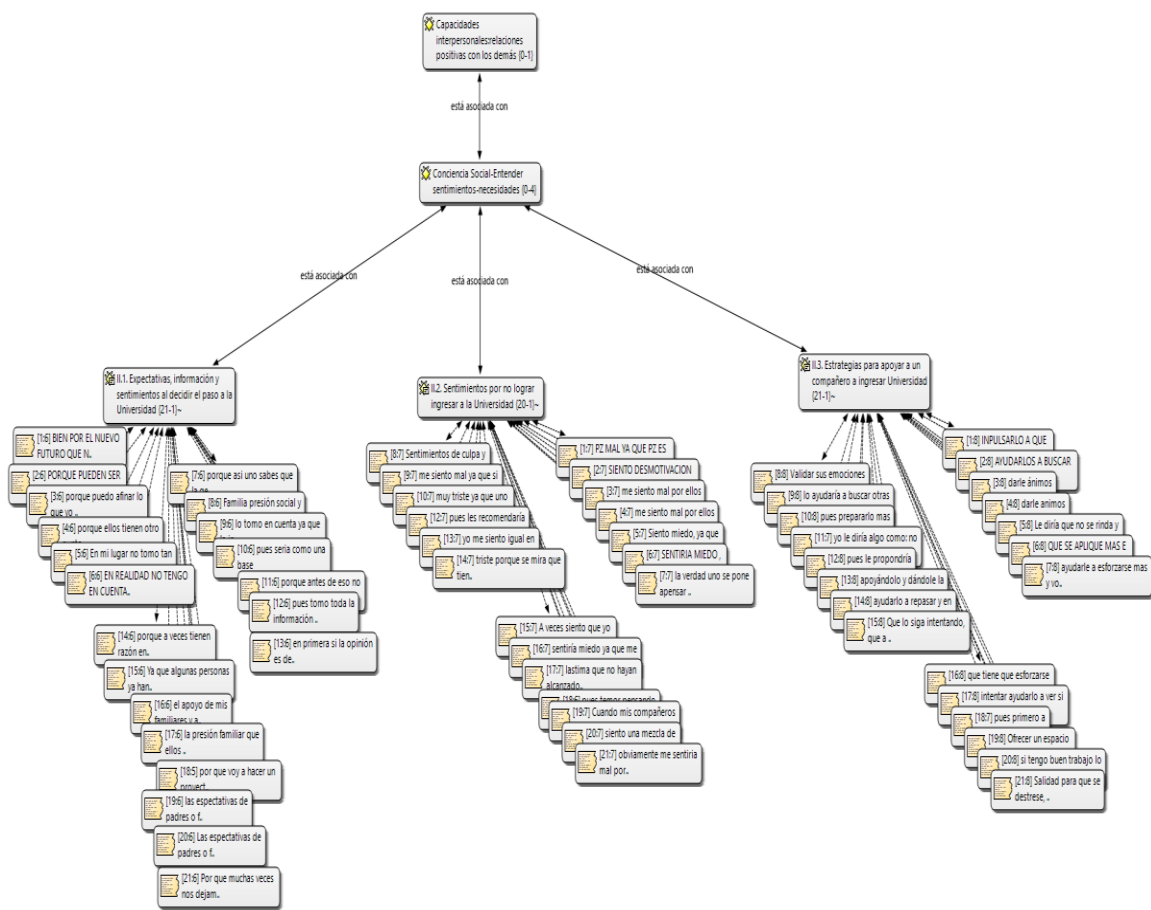 Capacidades
interpersonales:relaciones
positivas con los demás {0-1}
está asociada con
Conciencia Social-Entender
sentimientos-necesidades {0-4}
está asociada con
está asociada con
está asociada con
II.1. Expectativas, información y
sentimientos al decidir el paso a la
Universidad {21-1}~
II.2. Sentimientos por no lograr
ingresar a la Universidad {20-1}~
II.3. Estrategias para apoyar a un
compañero a ingresar Universidad
{21-1}~
[1:6] BIEN POR EL NUEVO
FUTURO QUE N..
[2:6] PORQUE PUEDEN SER
[3:6] porque puedo afinar lo
que yo ..
[4:6] porque ellos tienen otro
[5:6] En mi lugar no tomo tan
[6:6] EN REALIDAD NO TENGO
EN CUENTA..
[7:6] porque asi uno sabes que
[8:6] Familia presión social y
[9:6] lo tomo en cuenta ya que
[10:6] pues seria como una
base
[11:6] porque antes de eso no
[12:6] pues tomo toda la
información ..
[13:6] en primera si la opinión
es de..
[14:6] porque a veces tienen
razón en..
[15:6] Ya que algunas personas
ya han..
[16:6] el apoyo de mis
familiares y a..
[17:6] la presión familiar que
ellos ..
[18:5] por que voy a hacer un
proyect..
[19:6] las espectativas de
padres o f..
[20:6] Las espectativas de
padres o f..
[21:6] Por que muchas veces
nos dejam..
[8:7] Sentimientos de culpa y
[9:7] me siento mal ya que si
[10:7] muy triste ya que uno
[12:7] pues les recomendaría
[13:7] yo me siento igual en
[14:7] triste porque se mira que
tien..
[1:7] PZ MAL YA QUE PZ ES
[2:7] SIENTO DESMOTIVACION
[3:7] me siento mal por ellos
[4:7] me siento mal por ellos
[5:7] Siento miedo, ya que
[6:7] SENTIRIA MIEDO ,
[7:7] la verdad uno se pone
apensar ..
[15:7] A veces siento que yo
[16:7] sentiría miedo ya que me
[17:7] lastima que no hayan
alcanzado..
[18:6] pues temor pensando
[19:7] Cuando mis compañeros
[20:7] siento una mezcla de
[21:7] obviamente me sentiria
mal por..
[8:8] Validar sus emociones
[9:8] lo ayudaría a buscar otras
[10:8] pues prepararlo mas
[11:7] yo le diría algo como: no
[12:8] pues le propondría
[13:8] apoyándolo y dándole la
[14:8] ayudarlo a repasar y en
[15:8] Que lo siga intentando,
que a ..
[1:8] INPULSARLO A QUE
[2:8] AYUDARLOS A BUSCAR
[3:8] darle ánimos
[4:8] darle animos
[5:8] Le diría que no se rinda y
[6:8] QUE SE APLIQUE MAS E
[7:8] ayudarle a esforzarse mas
y vo..
[16:8] que tiene que esforzarse
[17:8] intentar ayudarlo a ver si
[18:7] pues primero a
[19:8] Ofrecer un espacio
[20:8] si tengo buen trabajo lo
[21:8] Salidad para que se
destrese, ..